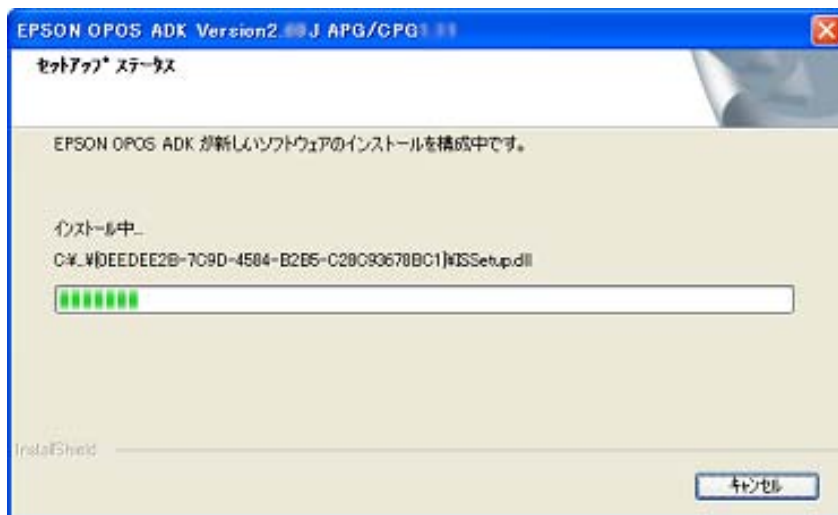 EPSON OPOS ADK Version2. J APG/CPG
セットアップ ステータス
EPSON OPOS ADK が新しいソフトウェアのインストールを構成中です。
インストール中...
C:¥...¥{DEEDEE2B-7C9D-4584-B2B5-C28C93678BC1}¥ISSetup.dll
InstallShield
キャンセル